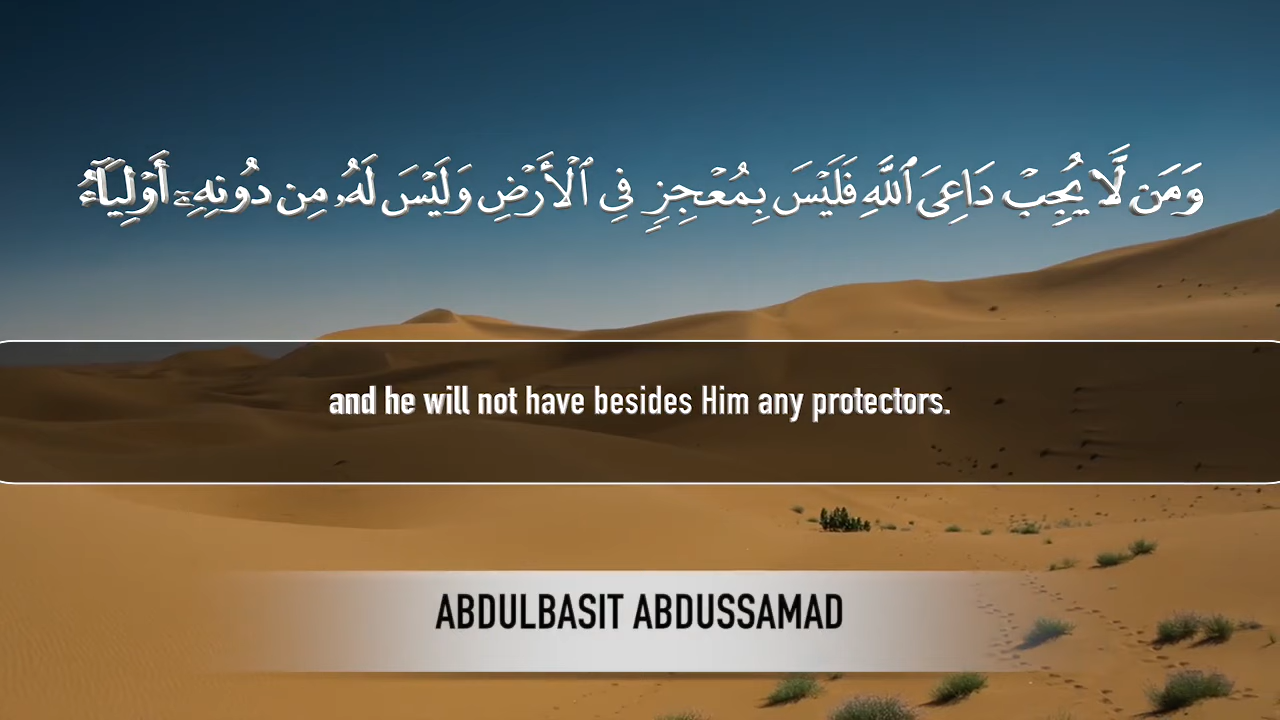 وَمَن لَّا يُجِبْ دَاعِىَ ٱللَّهِ فَلَيْسَ بِمُعْجِزٍ فِى ٱلْأَرْضِ وَلَيْسَ لَهُۥ مِن دُونِهِۦٓ أَوْلِيَآءُ
and he will not have besides Him any protectors.
ABDULBASIT ABDUSSAMAD